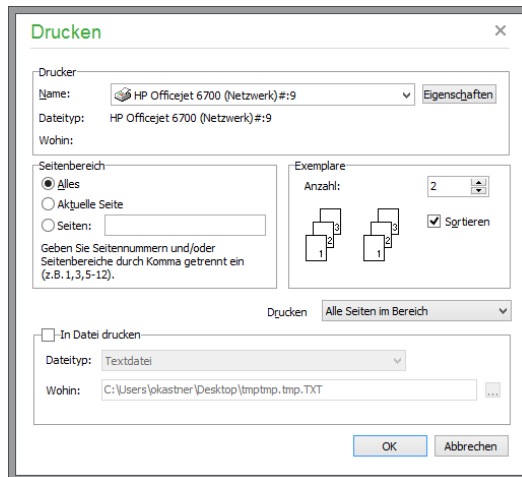 Drucken
Drucker
Name: HP Officejet 6700 (Netzwerk)#:9 Eigenschaften
Dateityp: HP Officejet 6700 (Netzwerk)#:9
Wohin:
Seitenbereich
Alles
Aktuelle Seite
Seiten:
Geben Sie Seitennummern und/oder
Seitenbereiche durch Komma getrennt ein
(z.B.1,3,5-12).
Exemplare
Anzahl: 2
Sortieren
3 3
2 2
1 1
Drucken Alle Seiten im Bereich
In Datei drucken
Dateityp: Textdatei
Wohin: C:\Users\okastner\Desktop\tmptmp.tmp.TXT ...
OK Abbrechen